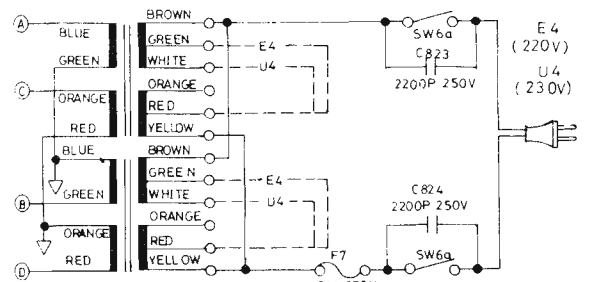 A
BLUE
GREEN
C
ORANGE
RED
BLUE
B
GREEN
ORANGE
D
RED
BROWN
GREEN
WHITE
ORANGE
RED
YELLOW
BROWN
GREEN
WHITE
ORANGE
RED
YELLOW
E4
U4
E4
U4
SW6a
C823
2200P 250V
E4
(220V)
U4
(230V)
C824
2200P 250V
F7
SW6a